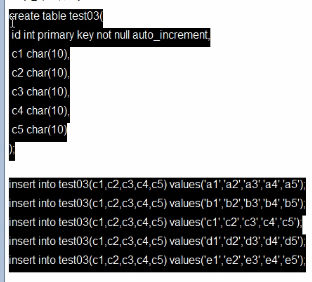 create table test03(
id int primary key not null auto_increment,
c1 char(10),
c2 char(10),
c3 char(10),
c4 char(10),
c5 char(10)
);
insert into test03(c1,c2,c3,c4,c5) values('a1','a2','a3','a4','a5');
insert into test03(c1,c2,c3,c4,c5) values('b1','b2','b3','b4','b5');
insert into test03(c1,c2,c3,c4,c5) values('c1','c2','c3','c4','c5');
insert into test03(c1,c2,c3,c4,c5) values('d1','d2','d3','d4','d5');
insert into test03(c1,c2,c3,c4,c5) values('e1','e2','e3','e4','e5');